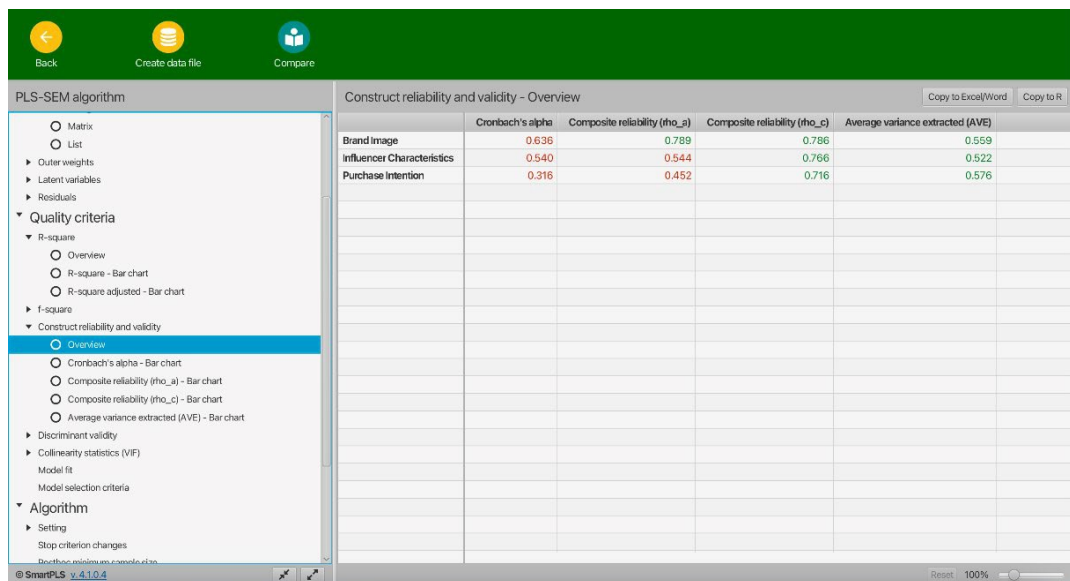 Back
Create data file
Compare
PLS-SEM algorithm
Matrix
List
Outer weights
Latent variables
Residuals
Quality criteria
R-square
Overview
R-square - Bar chart
R-square adjusted - Bar chart
f-square
Construct reliability and validity
Overview
Cronbach's alpha - Bar chart
Composite reliability (rho_a) - Bar chart
Composite reliability (rho_c) - Bar chart
Average variance extracted (AVE) - Bar chart
Discriminant validity
Collinearity statistics (VIF)
Model fit
Model selection criteria
Algorithm
Setting
Stop criterion changes
Posthoc minimum sample size
© SmartPLS v. 4.1.0.4
Construct reliability and validity - Overview
Copy to Excel/Word Copy to R
Cronbach's alpha Composite reliability (rho_a) Composite reliability (rho_c) Average variance extracted (AVE)
Brand Image 0.636 0.789 0.786 0.559
Influencer Characteristics 0.540 0.544 0.766 0.522
Purchase Intention 0.316 0.452 0.716 0.576
Reset 100%